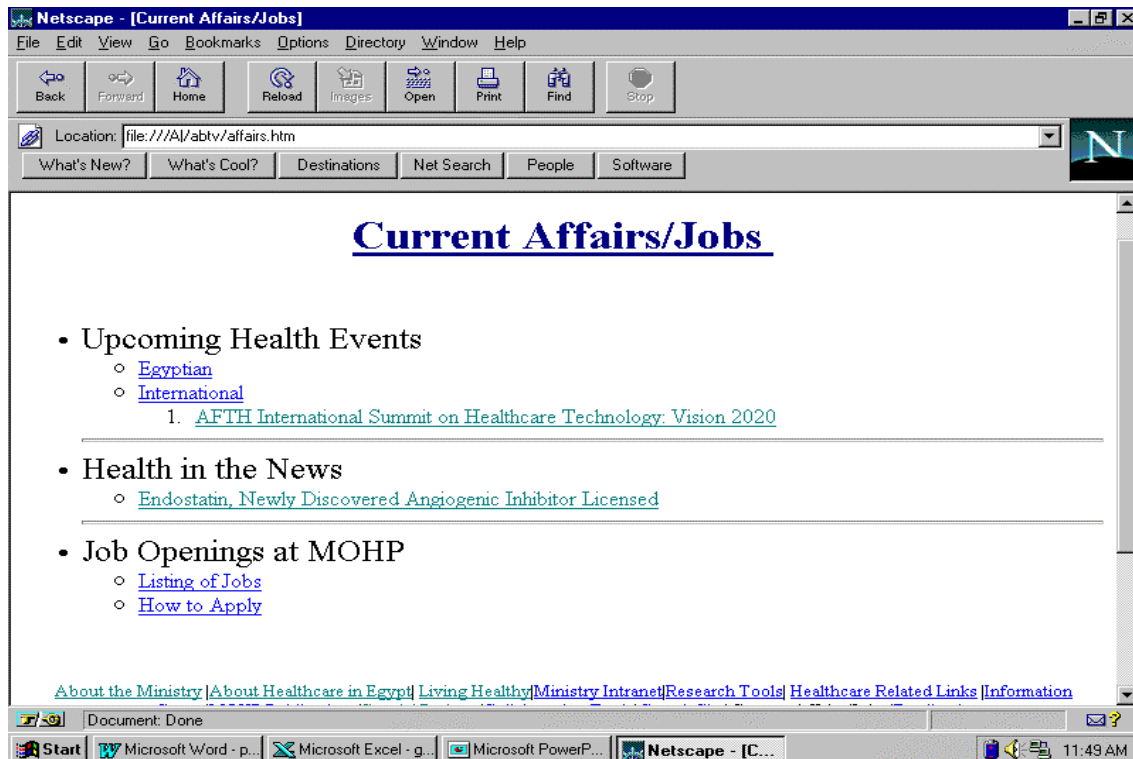 Netscape - [Current Affairs/Jobs]
File Edit View Go Bookmarks Options Directory Window Help
Back Forward Home Reload Images Open Print Find Stop
Location: file:///A|/abtv/affairs.htm
N
What's New? What's Cool? Destinations Net Search People Software
Current Affairs/Jobs
• Upcoming Health Events
○ Egyptian
○ International
1. AFTH International Summit on Healthcare Technology: Vision 2020
• Health in the News
○ Endostatin, Newly Discovered Angiogenic Inhibitor Licensed
• Job Openings at MOHP
○ Listing of Jobs
○ How to Apply
About the Ministry |About Healthcare in Egypt| Living Healthy|Ministry Intranet|Research Tools| Healthcare Related Links |Information
Document: Done
Start Microsoft Word - p... Microsoft Excel - g... Microsoft PowerP... Netscape - [C... 11:49 AM